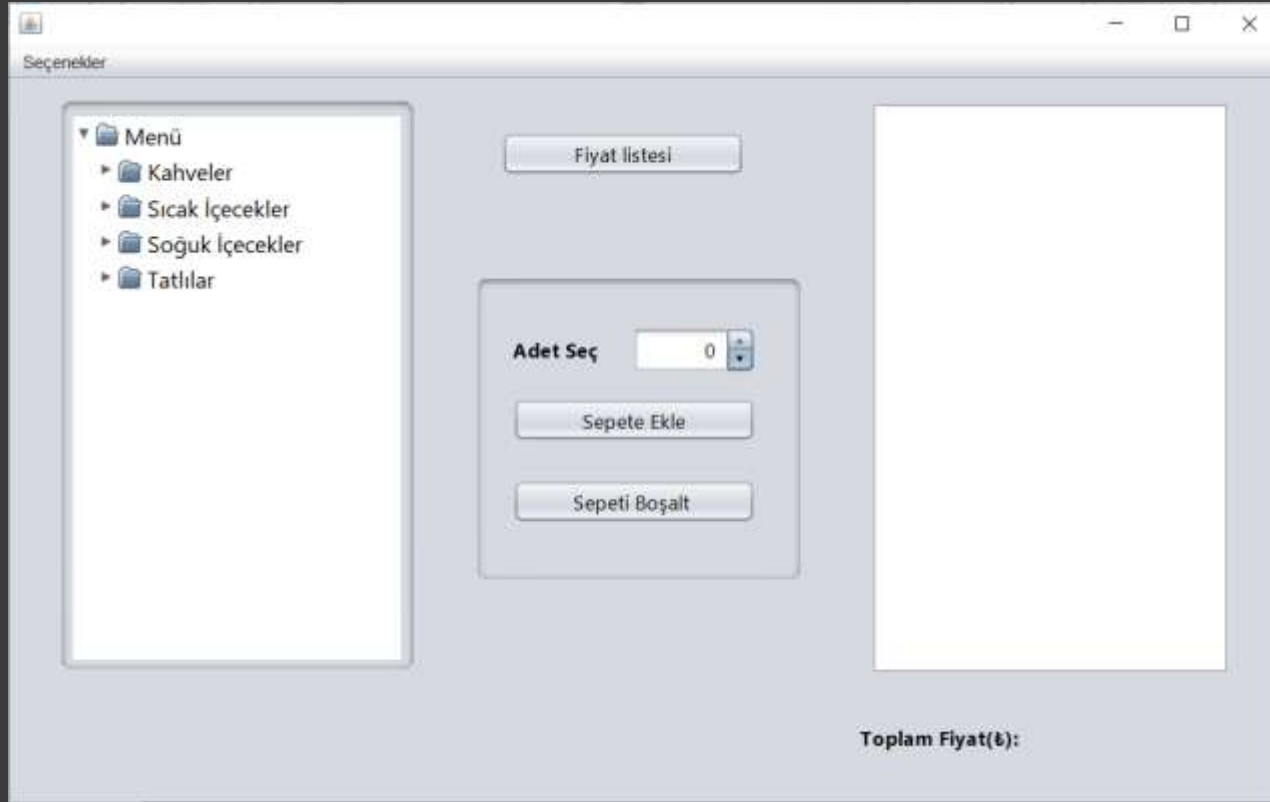 Seçenekler
Menü
Kahveler
Sıcak İçecekler
Soğuk İçecekler
Tatlılar
Fiyat listesi
Adet Seç 0
Sepete Ekle
Sepeti Boşalt
Toplam Fiyat(₺):